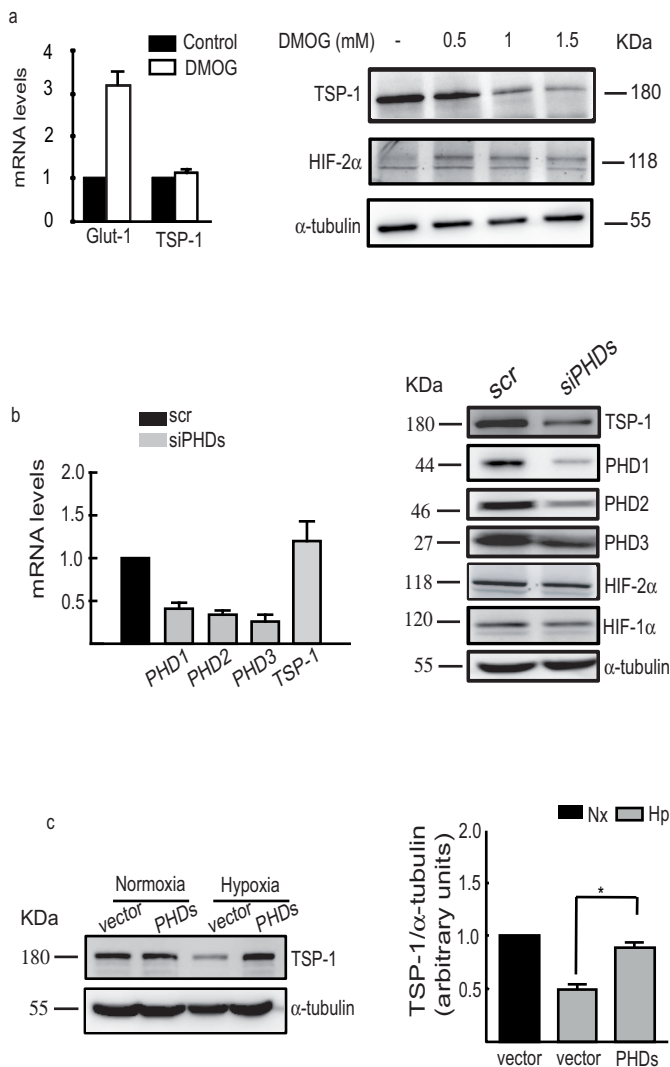 a
Control
DMOG
mRNA levels
4
3
2
1
0
Glut-1 TSP-1
DMOG (mM) - 0.5 1 1.5 KDa
TSP-1 180
HIF-2α 118
α-tubulin 55
b
scr
siPHDs
mRNA levels
2.0
1.5
1.0
0.5
PHD1 PHD2 PHD3 TSP-1
KDa scr siPHDs
180 TSP-1
44 PHD1
46 PHD2
27 PHD3
118 HIF-2α
120 HIF-1α
55 α-tubulin
c
Normoxia Hypoxia
KDa vector PHDs vector PHDs
180 TSP-1
55 α-tubulin
Nx Hp
TSP-1/α-tubulin
(arbitrary units)
2.0
1.0
0.5
*
vector vector PHDs